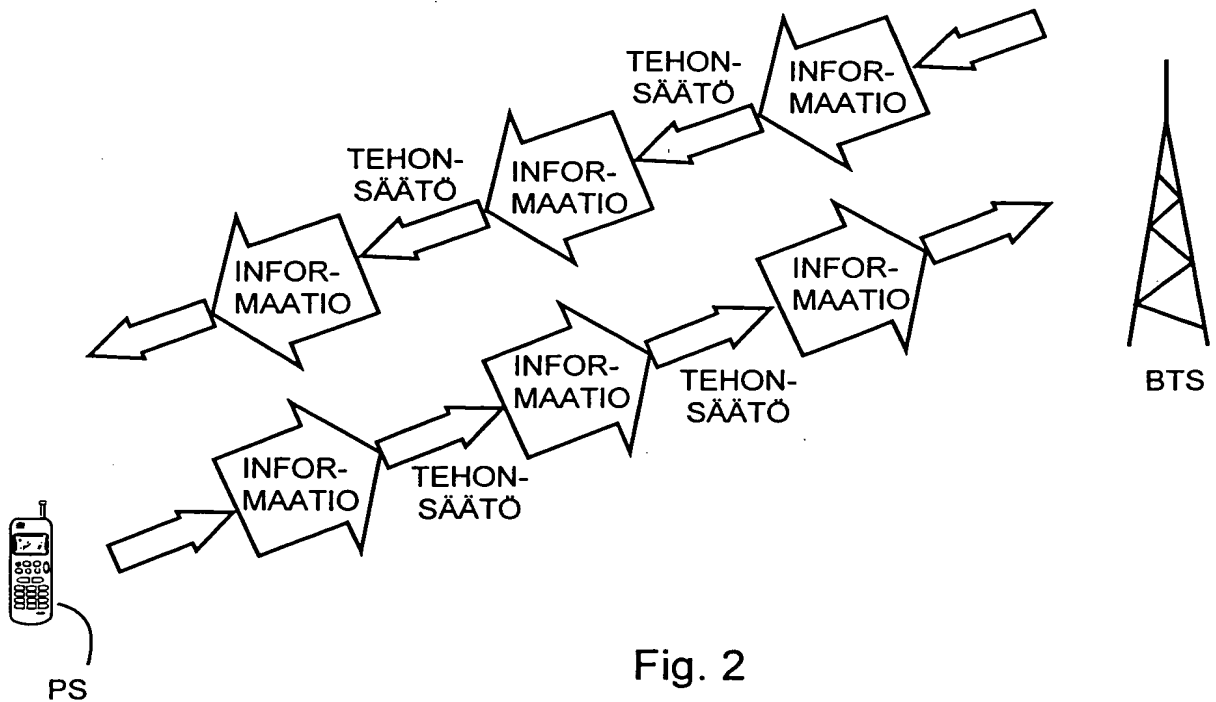 TEHON-
SÄÄTÖ
INFOR-
MAATIO
TEHON-
SÄÄTÖ
INFOR-
MAATIO
INFOR-
MAATIO
INFOR-
MAATIO
INFOR-
MAATIO
TEHON-
SÄÄTÖ
BTS
INFOR-
MAATIO
TEHON-
SÄÄTÖ
PS
Fig. 2